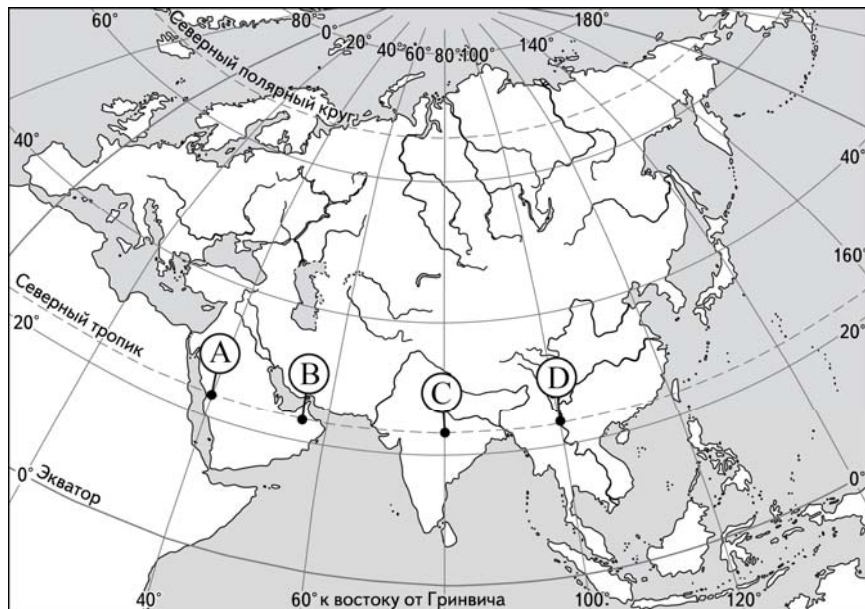 60° 80° 0° 20° 40° 60° 80° 100° 140° 180°
Северный полярный круг
40°
40°
160°
Северный тропик
20°
20°
A
B
C
D
0°
Экватор
0°
40° 60° к востоку от Гринвича 100° 120°